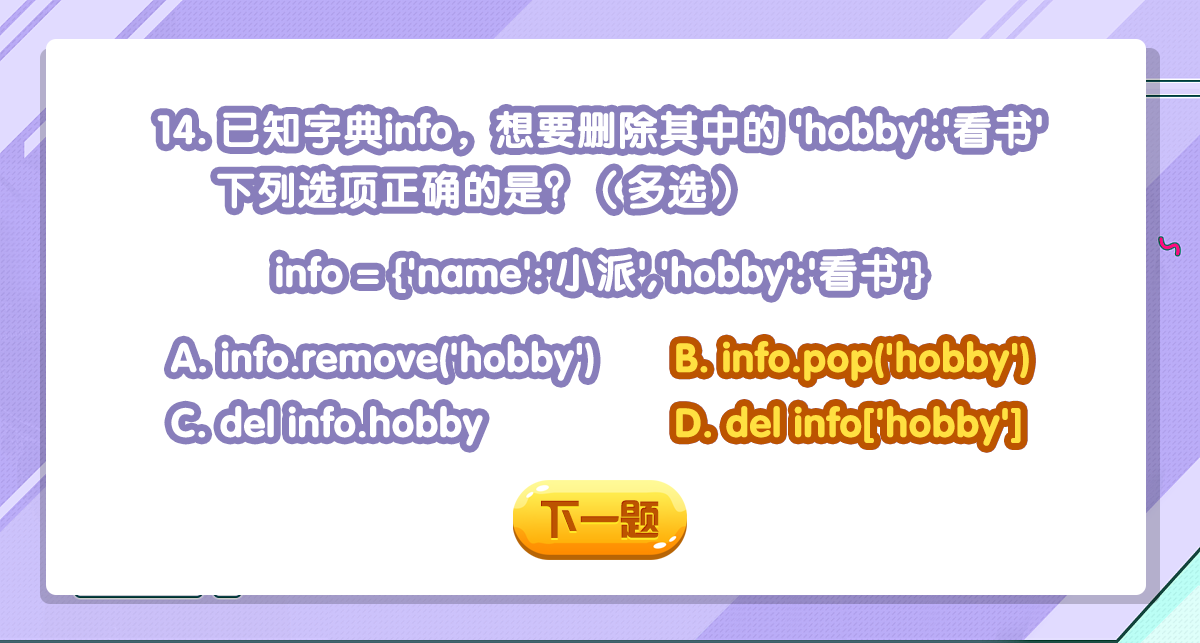 14. 已知字典info，想要删除其中的 'hobby':'看书'
下列选项正确的是？（多选）
info = {'name':'小派','hobby':'看书'}
A. info.remove('hobby')
B. info.pop('hobby')
C. del info.hobby
D. del info['hobby']
下一题